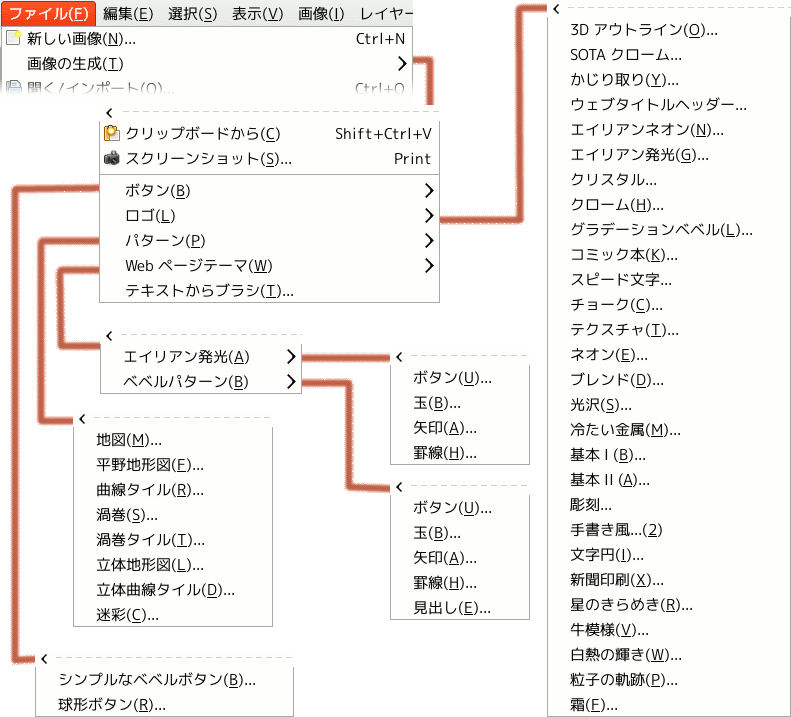 ファイル(F) 編集(E) 選択(S) 表示(V) 画像(I) レイヤー
新しい画像(N)... Ctrl+N
画像の生成(T)
開く/インポート(O)... Ctrl+O
クリップボードから(C) Shift+Ctrl+V
スクリーンショット(S)... Print
ボタン(B)
ロゴ(L)
パターン(P)
Web ページテーマ(W)
テキストからブラシ(T)...
エイリアン発光(A)
ベベルパターン(B)
ボタン(U)...
玉(B)...
矢印(A)...
罫線(H)...
ボタン(U)...
玉(B)...
矢印(A)...
罫線(H)...
見出し(E)...
地図(M)...
平野地形図(F)...
曲線タイル(R)...
渦巻(S)...
渦巻タイル(T)...
立体地形図(L)...
立体曲線タイル(D)...
迷彩(C)...
シンプルなベベルボタン(B)...
球形ボタン(R)...
3D アウトライン(O)...
SOTA クローム...
かじり取り(Y)...
ウェブタイトルヘッダー...
エイリアンネオン(N)...
エイリアン発光(G)...
クリスタル...
クローム(H)...
グラデーションベベル(L)...
コミック本(K)...
スピード文字...
チョーク(C)...
テクスチャ(T)...
ネオン(E)...
ブレンド(D)...
光沢(S)...
冷たい金属(M)...
基本 I (B)...
基本 II (A)...
彫刻...
手書き風...(2)
文字円(I)...
新聞印刷(X)...
星のきらめき(R)...
牛模様(V)...
白熱の輝き(W)...
粒子の軌跡(P)...
霜(F)...